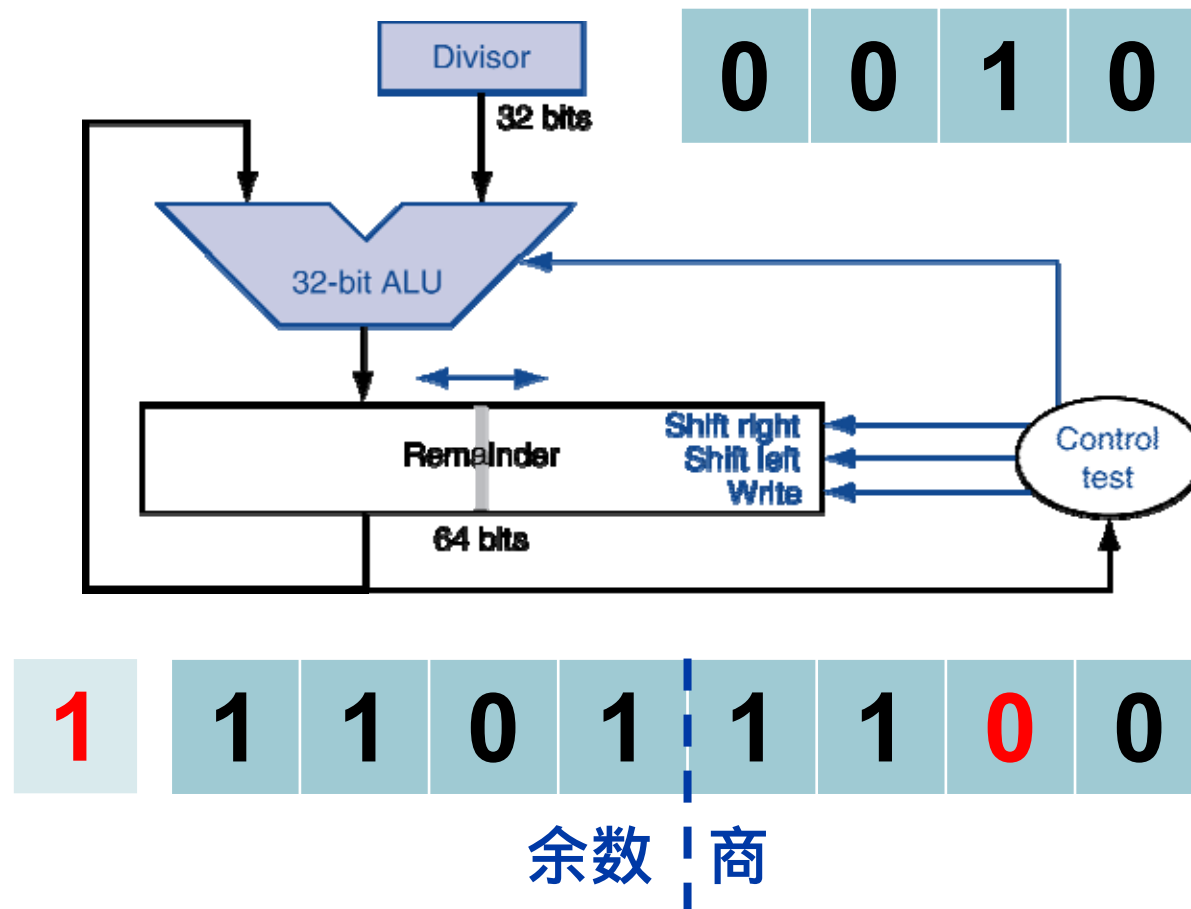 Divisor
0 0 1 0
32 bits
32-bit ALU
Remainder
Shift right
Shift left
Write
Control
test
64 bits
1 1 1 0 1 1 1 0 0
余数 商